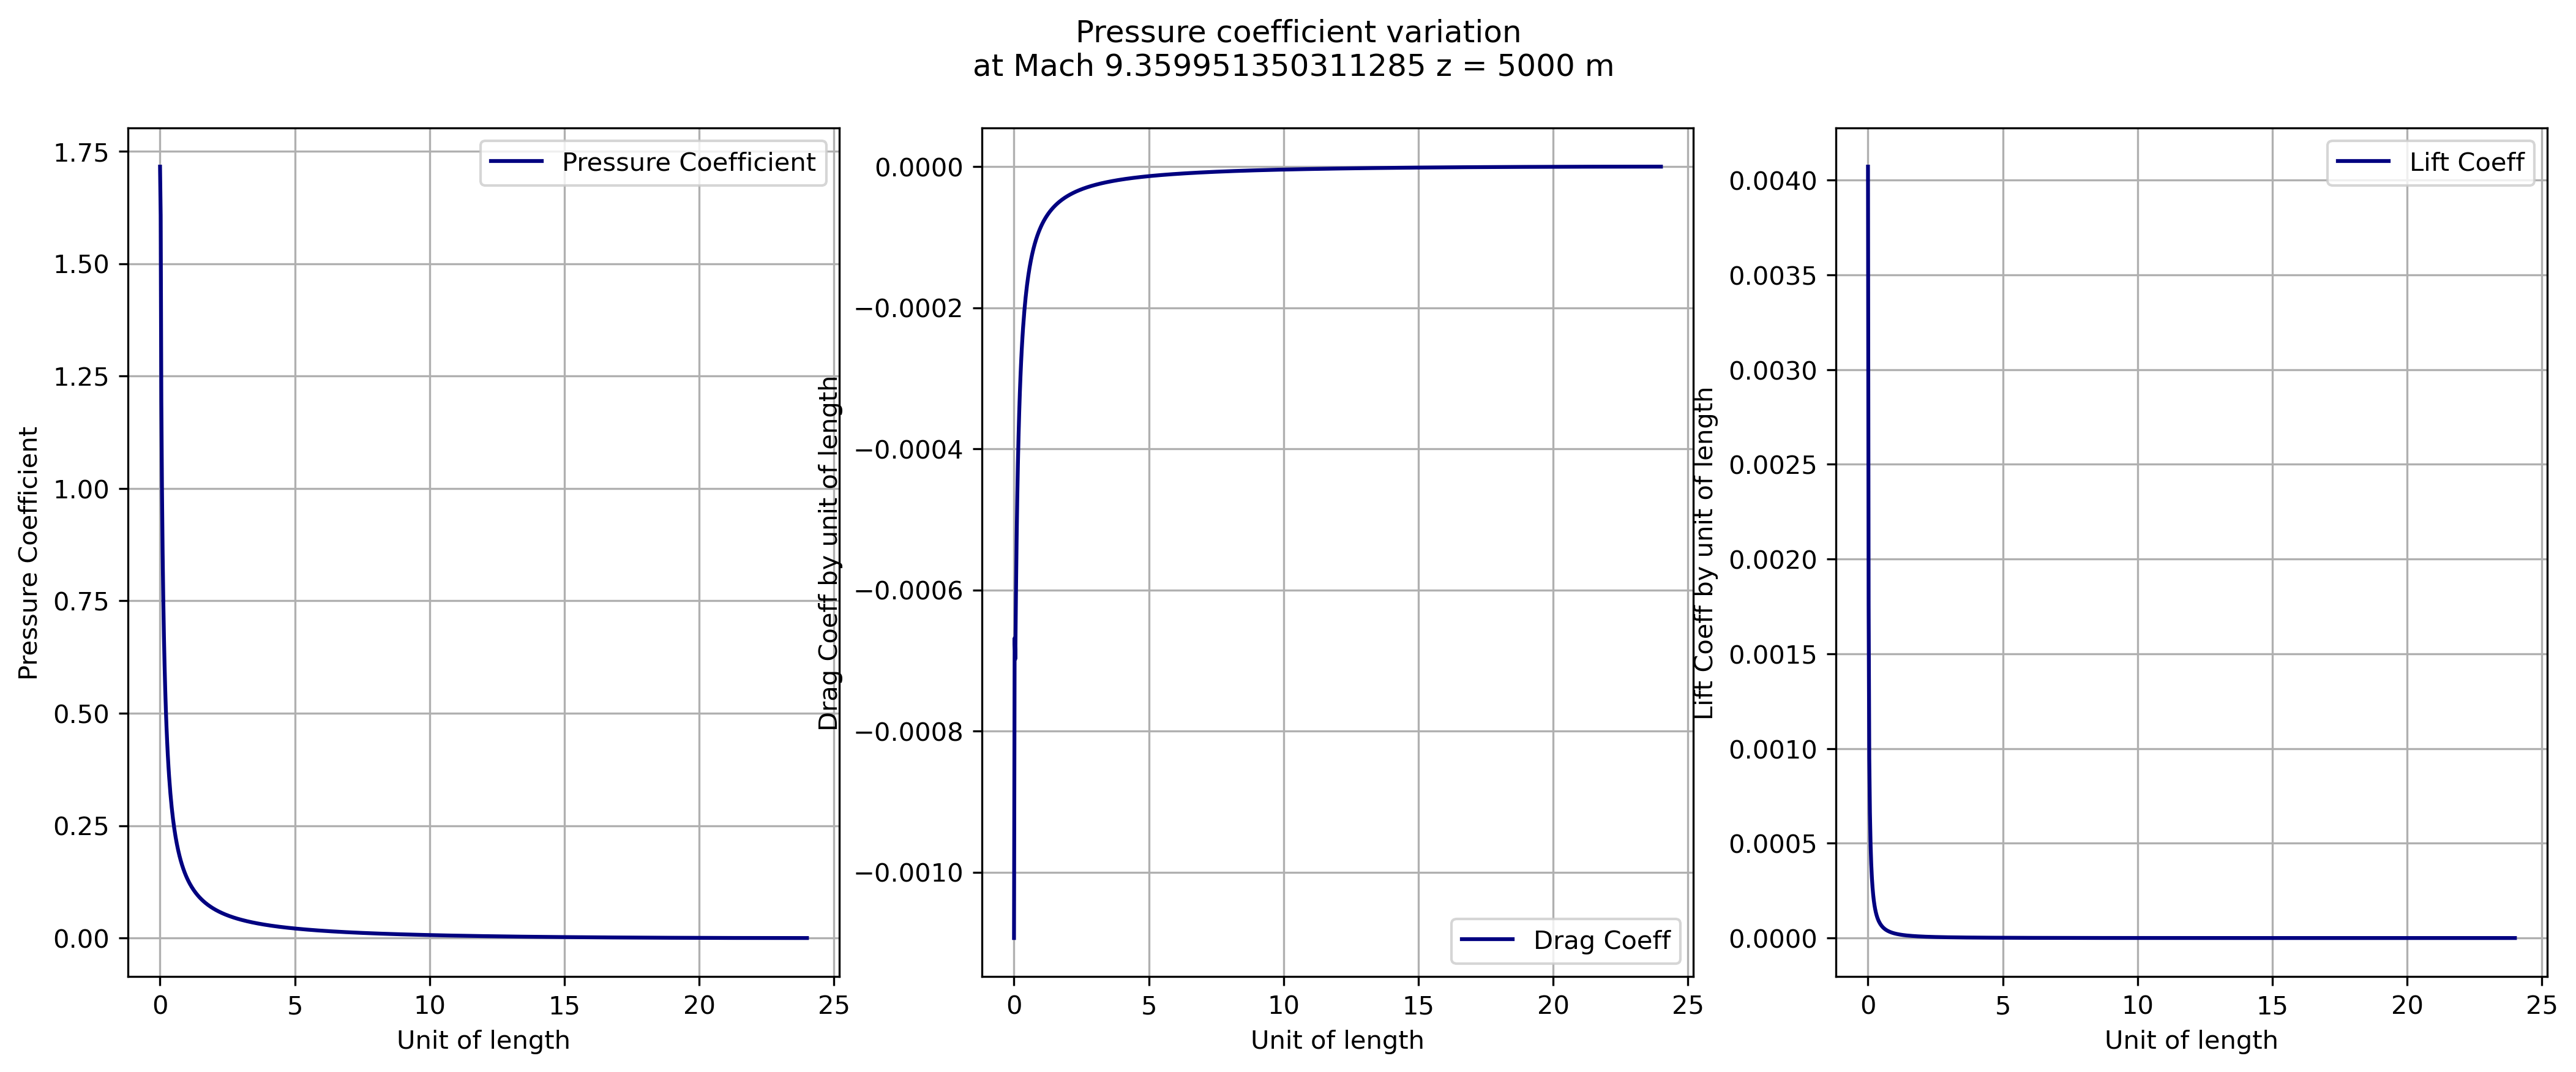 Pressure coefficient variation
at Mach 9.359951350311285 z = 5000 m
Pressure Coefficient
1.75
1.50
1.25
1.00
0.75
0.50
0.25
0.00
0 5 10 15 20 25
Unit of length
Pressure Coefficient
Drag Coeff by unit of length
0.0000
−0.0002
−0.0004
−0.0006
−0.0008
−0.0010
0 5 10 15 20 25
Unit of length
Drag Coeff
Lift Coeff by unit of length
0.0040
0.0035
0.0030
0.0025
0.0020
0.0015
0.0010
0.0005
0.0000
0 5 10 15 20 25
Unit of length
Lift Coeff